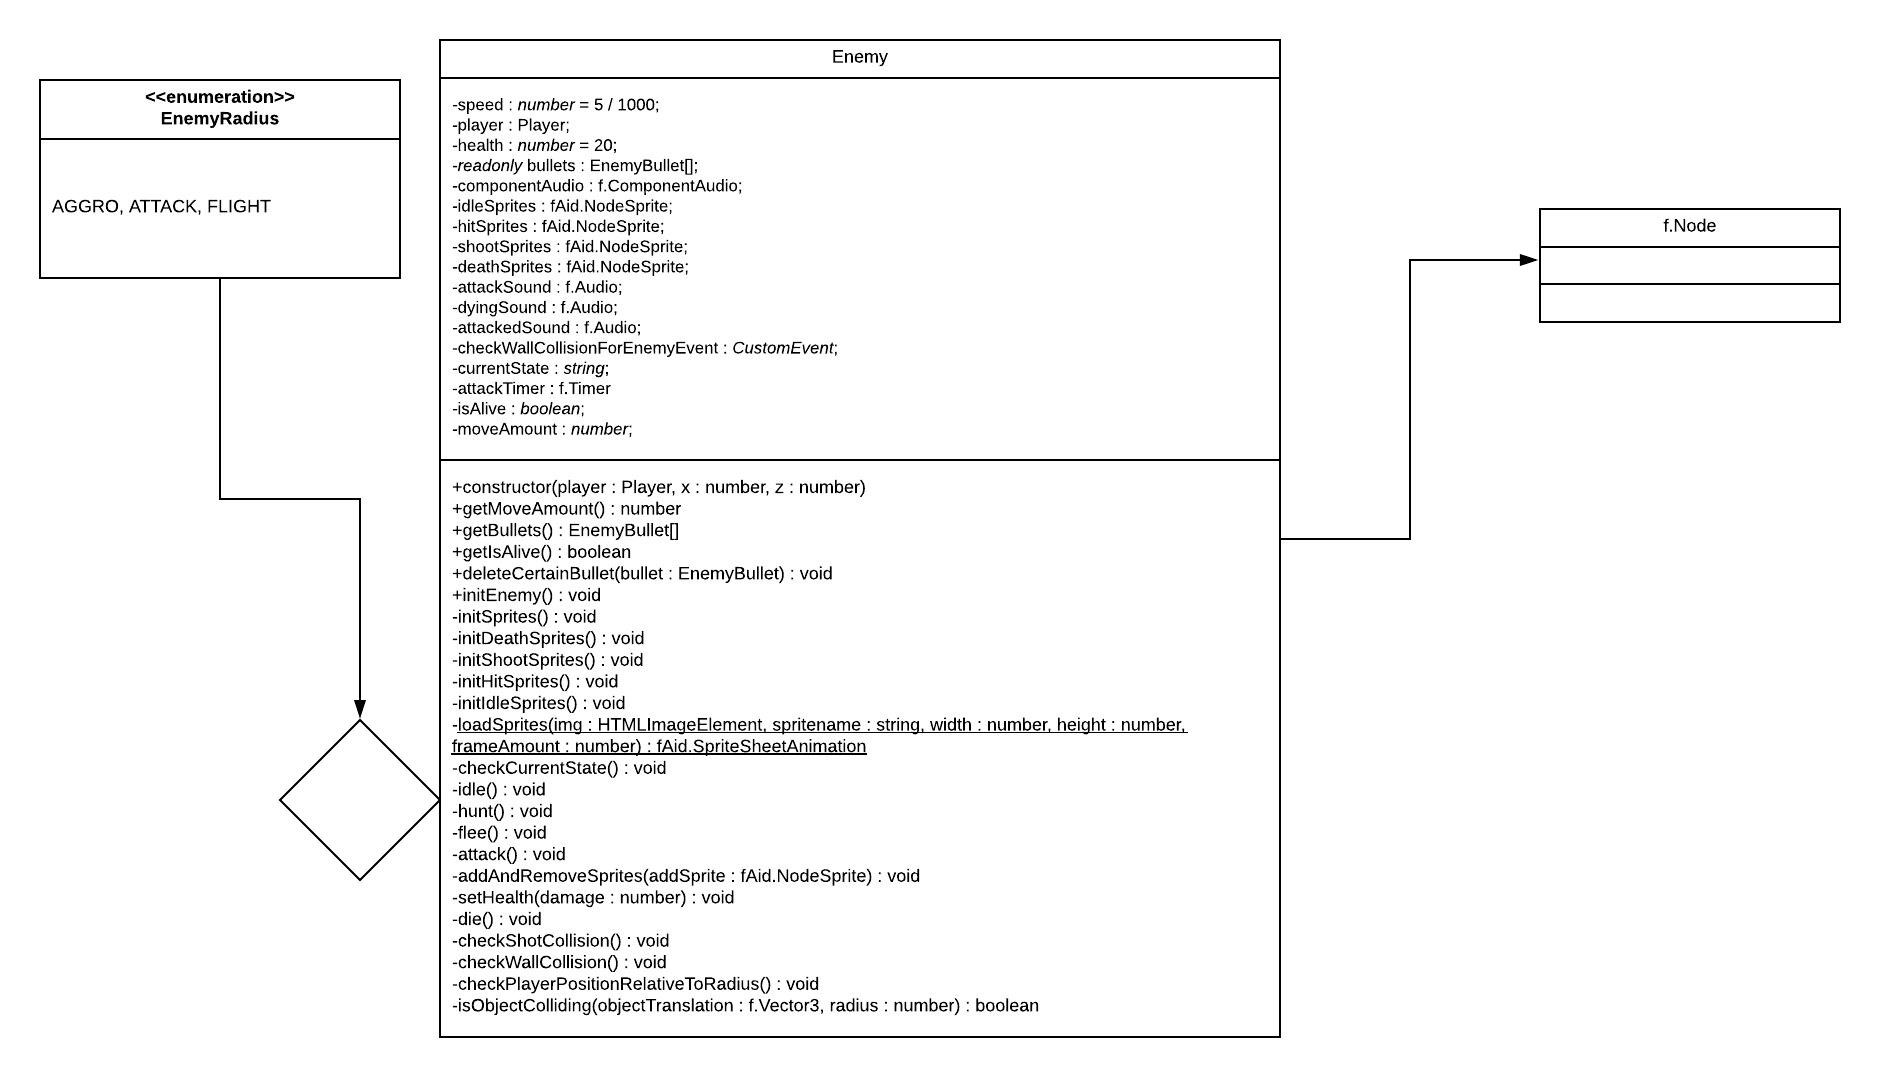 <<enumeration>>
EnemyRadius
AGGRO, ATTACK, FLIGHT
Enemy
-speed : number = 5 / 1000;
-player : Player;
-health : number = 20;
-readonly bullets : EnemyBullet[];
-componentAudio : f.ComponentAudio;
-idleSprites : fAid.NodeSprite;
-hitSprites : fAid.NodeSprite;
-shootSprites : fAid.NodeSprite;
-deathSprites : fAid.NodeSprite;
-attackSound : f.Audio;
-dyingSound : f.Audio;
-attackedSound : f.Audio;
-checkWallCollisionForEnemyEvent : CustomEvent;
-currentState : string;
-attackTimer : f.Timer
-isAlive : boolean;
-moveAmount : number;
+constructor(player : Player, x : number, z : number)
+getMoveAmount() : number
+getBullets() : EnemyBullet[]
+getIsAlive() : boolean
+deleteCertainBullet(bullet : EnemyBullet) : void
+initEnemy() : void
-initSprites() : void
-initDeathSprites() : void
-initShootSprites() : void
-initHitSprites() : void
-initIdleSprites() : void
-loadSprites(img : HTMLImageElement, spritename : string, width : number, height : number,
frameAmount : number) : fAid.SpriteSheetAnimation
-checkCurrentState() : void
-idle() : void
-hunt() : void
-flee() : void
-attack() : void
-addAndRemoveSprites(addSprite : fAid.NodeSprite) : void
-setHealth(damage : number) : void
-die() : void
-checkShotCollision() : void
-checkWallCollision() : void
-checkPlayerPositionRelativeToRadius() : void
-isObjectColliding(objectTranslation : f.Vector3, radius : number) : boolean
f.Node